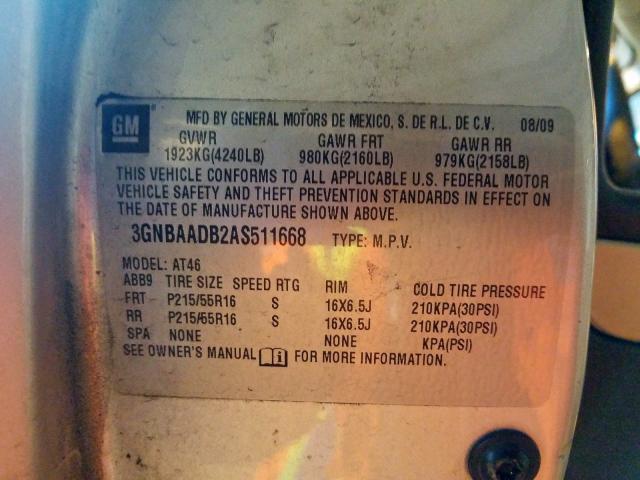 GM ®
MFD BY GENERAL MOTORS DE MEXICO, S. DE R.L. DE C.V. 08/09
GVWR GAWR FRT GAWR RR
1923KG(4240LB) 980KG(2160LB) 979KG(2158LB)
THIS VEHICLE CONFORMS TO ALL APPLICABLE U.S. FEDERAL MOTOR
VEHICLE SAFETY AND THEFT PREVENTION STANDARDS IN EFFECT ON
THE DATE OF MANUFACTURE SHOWN ABOVE.
3GNBAADB2AS511668 TYPE: M.P.V.
MODEL: AT46
ABB9 TIRE SIZE SPEED RTG RIM COLD TIRE PRESSURE
FRT P215/55R16 S 16X6.5J 210KPA(30PSI)
RR P215/55R16 S 16X6.5J 210KPA(30PSI)
SPA NONE NONE KPA(PSI)
SEE OWNER'S MANUAL i FOR MORE INFORMATION.